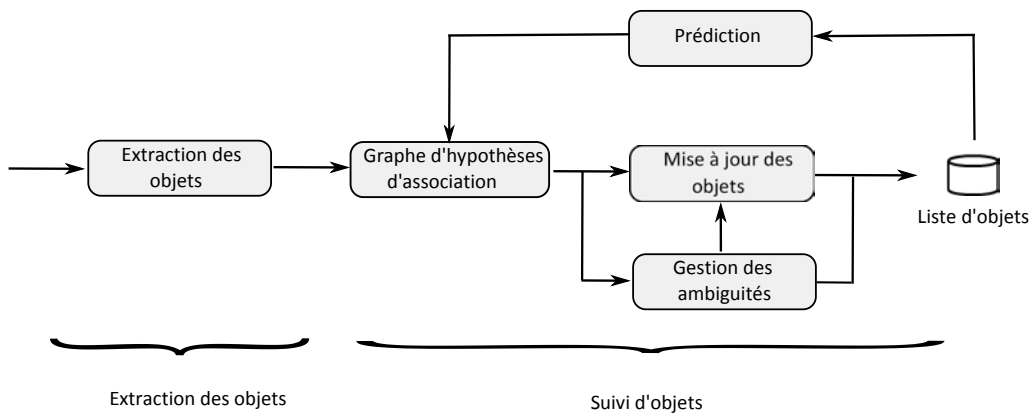 Prédiction
Extraction des
objets
Graphe d'hypothèses
d'association
Mise à jour des
objets
Liste d'objets
Gestion des
ambiguités
Extraction des objets
Suivi d'objets